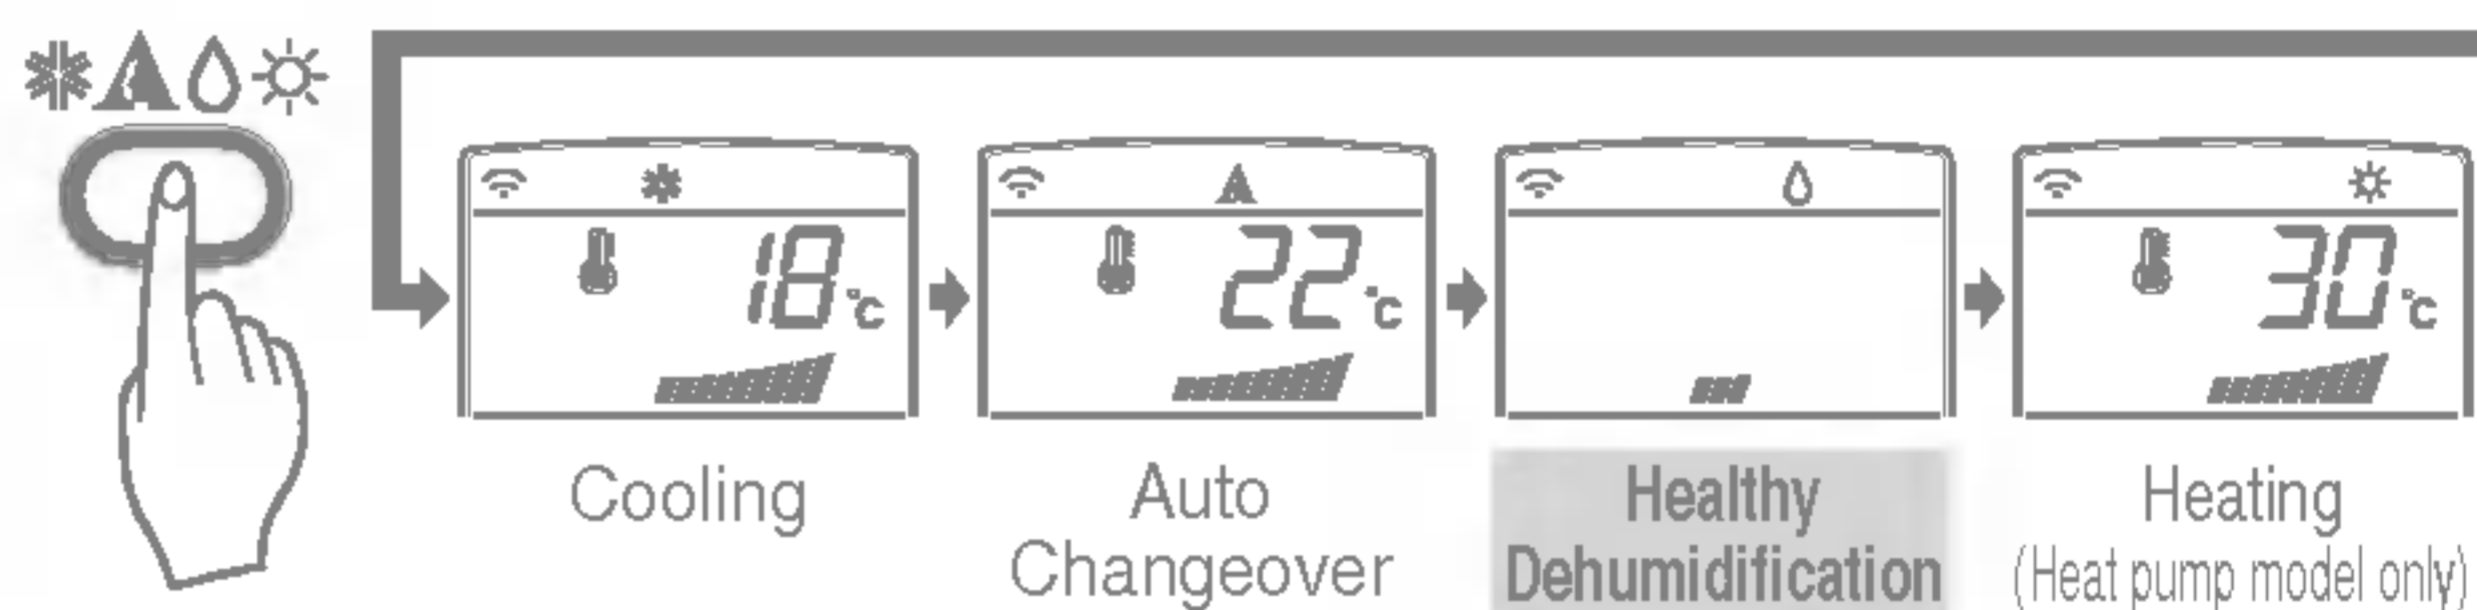 18°C
22°C
30°C
Cooling
Auto
Changeover
Healthy
Dehumidification
Heating
(Heat pump model only)